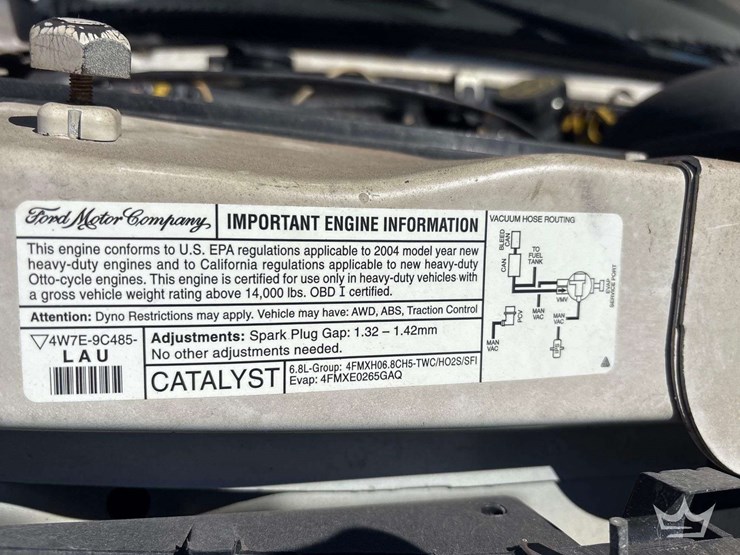 Ford Motor Company,
IMPORTANT ENGINE INFORMATION
This engine conforms to U.S. EPA regulations applicable to 2004 model year new
heavy-duty engines and to California regulations applicable to new heavy-duty
Otto-cycle engines. This engine is certified for use only in heavy-duty vehicles with
a gross vehicle weight rating above 14,000 lbs. OBD I certified.
Attention: Dyno Restrictions may apply. Vehicle may have: AWD, ABS, Traction Control
4W7E-9C485-
LAU
Adjustments: Spark Plug Gap: 1.32 – 1.42mm
No other adjustments needed.
CATALYST
6.8L-Group: 4FMXH06.8CH5-TWC/HO2S/SFI
Evap: 4FMXE0265GAQ
VACUUM HOSE ROUTING
BLEED
CAN
CAN
TO
FUEL
TANK
VMV
EVAP
SERVICE PORT
MAN
VAC
MAN
VAC
PCV
MAN
VAC